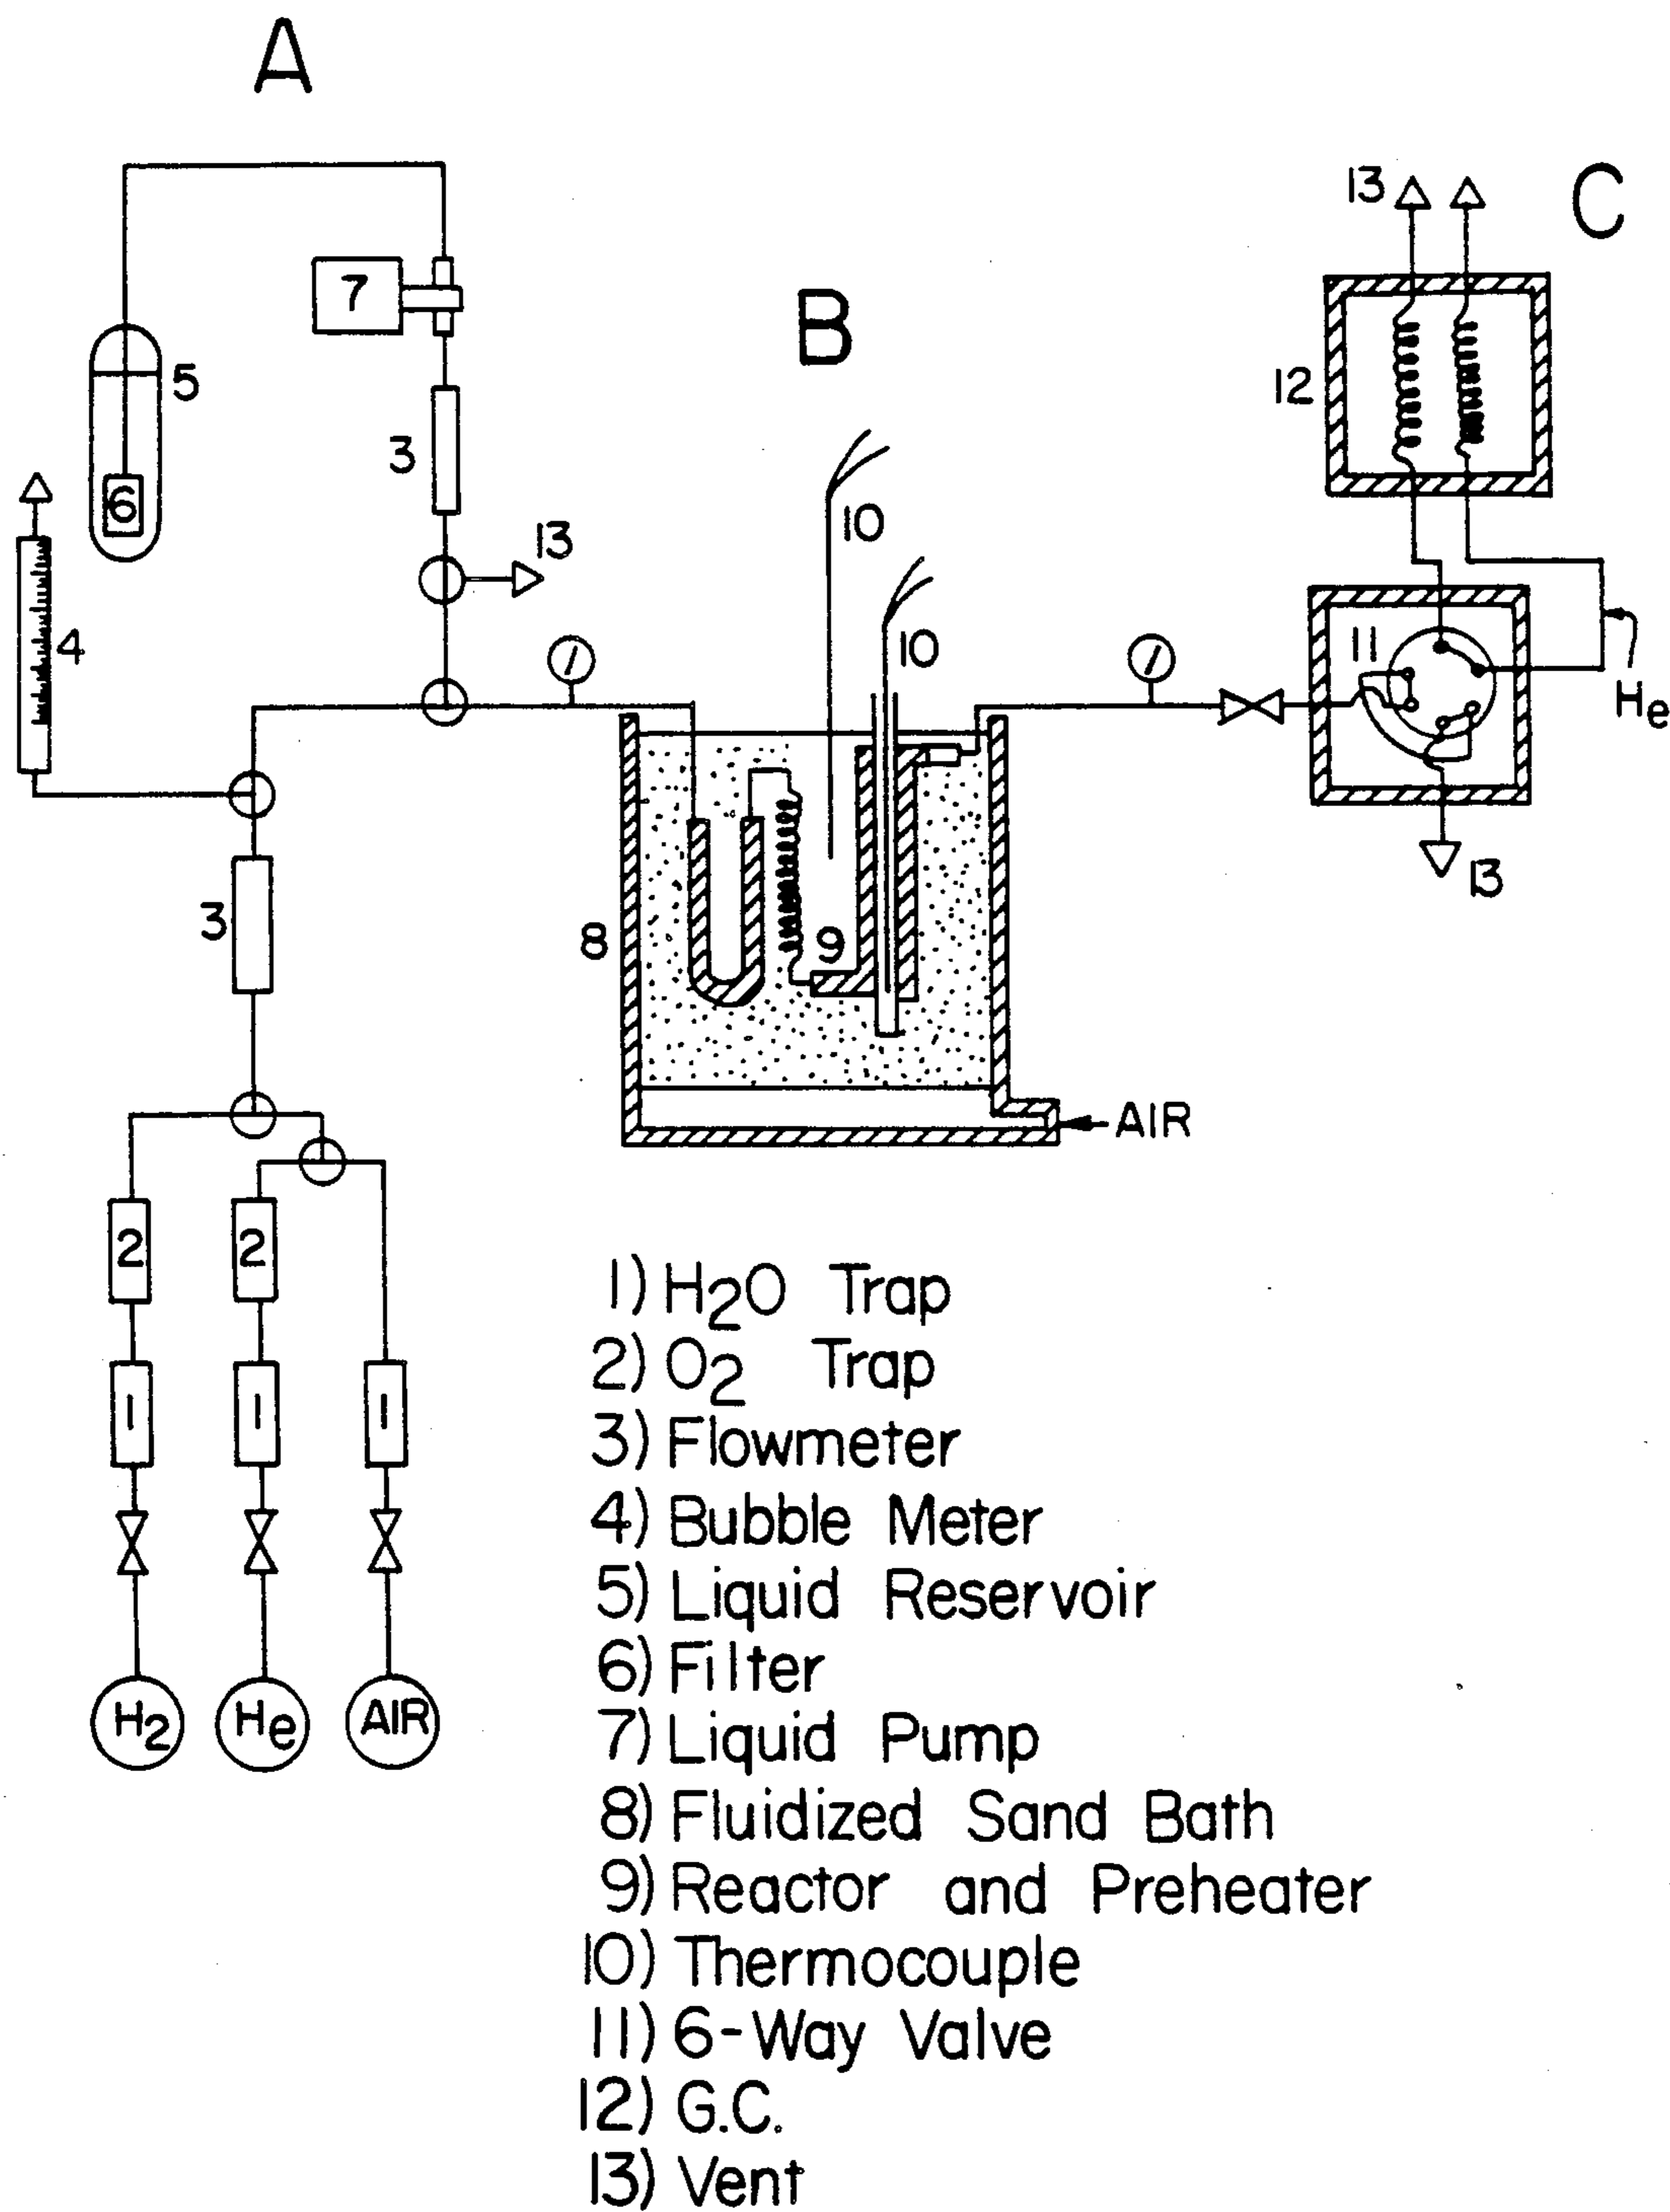 A
B
C
13
7
5
12
3
6
10
13
4
10
11
He
3
9
8
13
AIR
2
2
1
1
1
H2
He
AIR
1) H2O Trap
2) O2 Trap
3) Flowmeter
4) Bubble Meter
5) Liquid Reservoir
6) Filter
7) Liquid Pump
8) Fluidized Sand Bath
9) Reactor and Preheater
10) Thermocouple
11) 6-Way Valve
12) G.C.
13) Vent